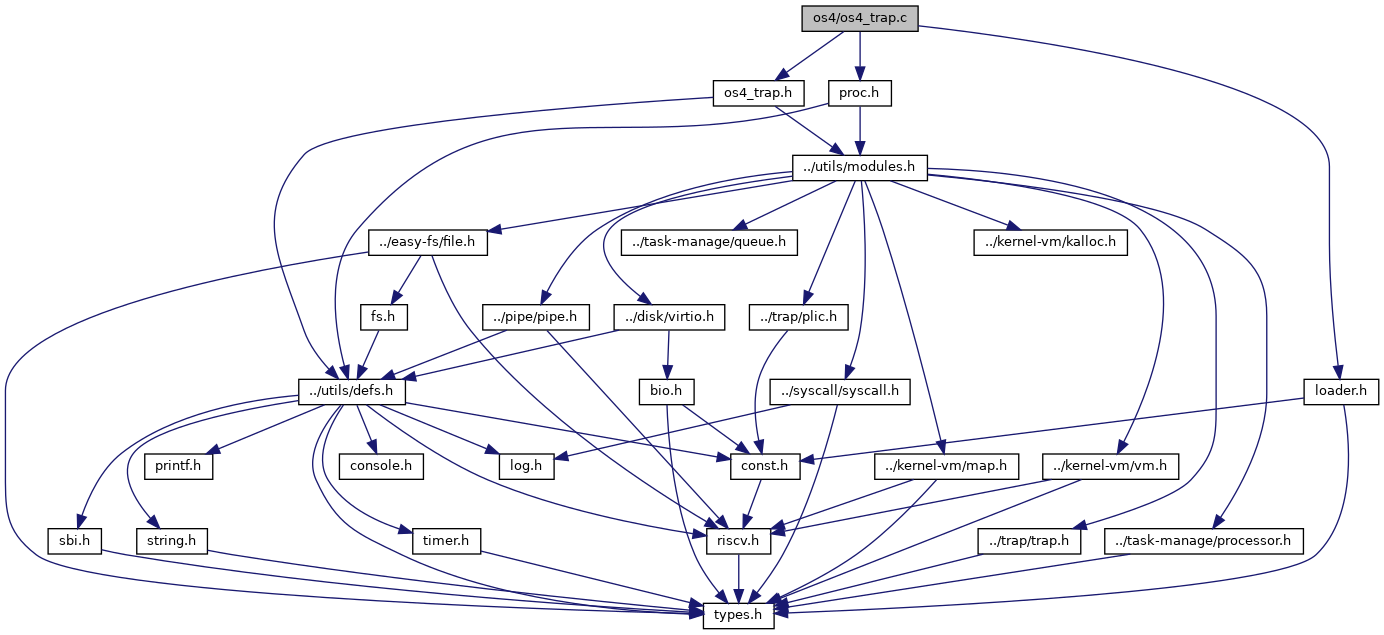 os4/os4_trap.c
os4_trap.h
proc.h
../utils/modules.h
../easy-fs/file.h
../task-manage/queue.h
../kernel-vm/kalloc.h
fs.h
../pipe/pipe.h
../disk/virtio.h
../trap/plic.h
../utils/defs.h
bio.h
../syscall/syscall.h
loader.h
printf.h
console.h
log.h
const.h
../kernel-vm/map.h
../kernel-vm/vm.h
sbi.h
string.h
timer.h
riscv.h
../trap/trap.h
../task-manage/processor.h
types.h